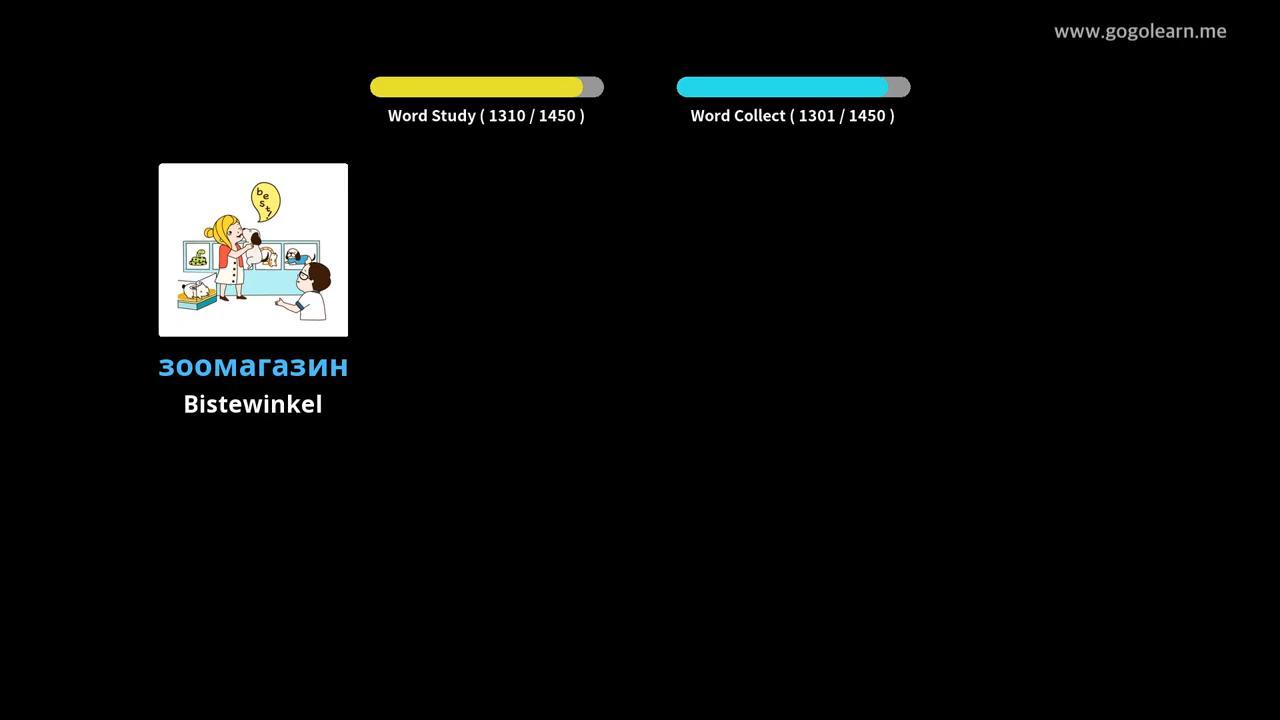 www.gogolearn.me
Word Study ( 1310 / 1450 )
Word Collect ( 1301 / 1450 )
best,
зоомагазин
Bistewinkel